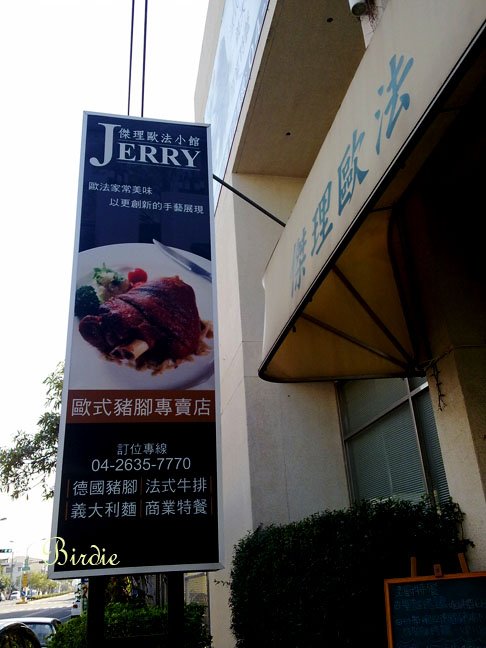 傑理歐法小館
JERRY
歐法家常美味
以更創新的手藝展現
歐式豬腳專賣店
訂位專線
04-2635-7770
德國豬腳 法式牛排
義大利麵 商業特餐
傑理歐法
Birdie